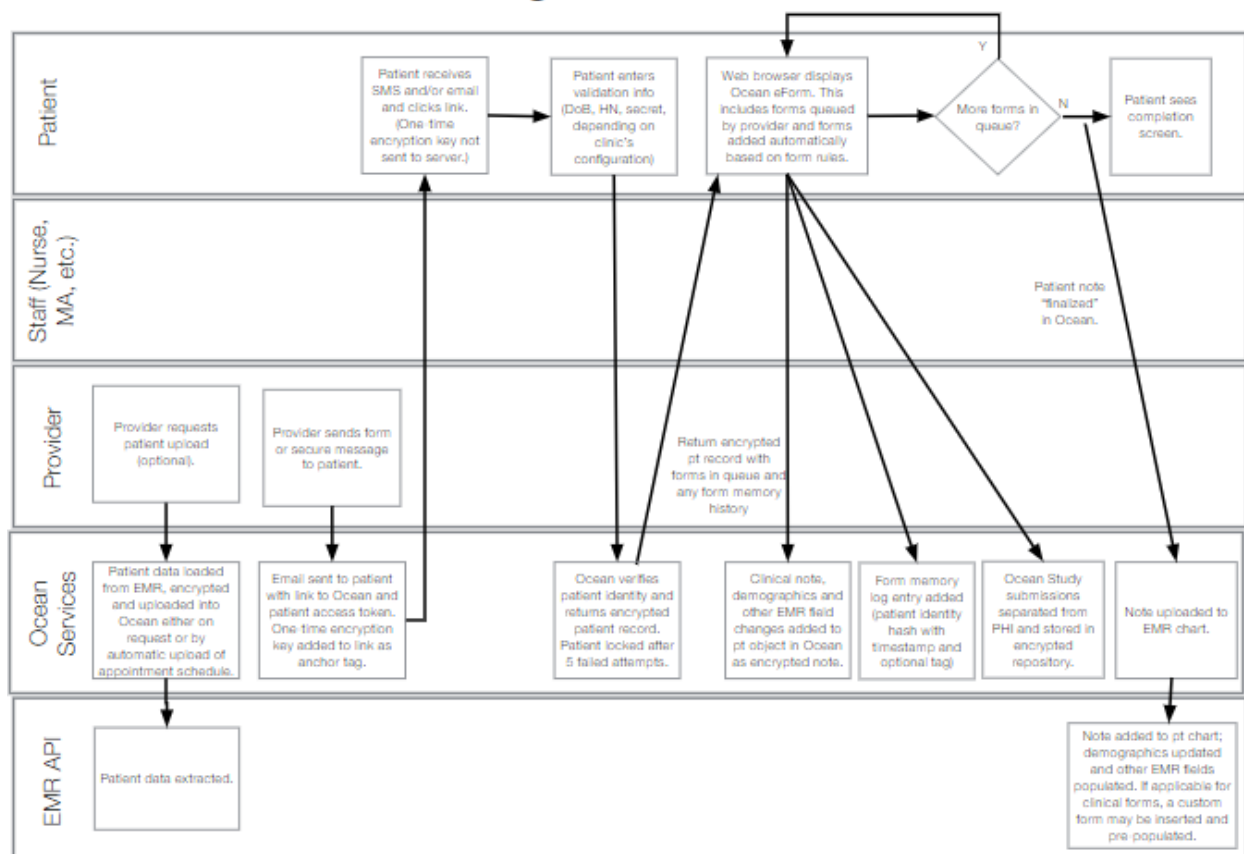 Patient
Patient receives
SMS and/or email
and clicks link.
(One-time
encryption key not
sent to server.)
Patient enters
validation info
(DoB, HN, secret,
depending on
clinic's
configuration)
Web browser displays
Ocean eForm. This
includes forms queued
by provider and forms
added automatically
based on form rules.
Y
More forms in
queue?
N
Patient sees
completion
screen.
Staff (Nurse,
MA, etc.)
Patient note
"finalized"
in Ocean.
Provider
Provider requests
patient upload
(optional).
Provider sends form
or secure message
to patient.
Return encrypted
pt record with
forms in queue and
any form memory
history
Ocean
Services
Patient data loaded
from EMR, encrypted
and uploaded into
Ocean either on
request or by
automatic upload of
appointment schedule.
Email sent to patient
with link to Ocean and
patient access token.
One-time encryption
key added to link as
anchor tag.
Ocean verifies
patient identity and
returns encrypted
patient record.
Patient locked after
5 failed attempts.
Clinical note,
demographics and
other EMR field
changes added to
pt object in Ocean
as encrypted note.
Form memory
log entry added
(patient identity
hash with
timestamp and
optional tag)
Ocean Study
submissions
separated from
PHI and stored in
encrypted
repository.
Note uploaded to
EMR chart.
EMR API
Patient data extracted.
Note added to pt chart;
demographics updated
and other EMR fields
populated. If applicable for
clinical forms, a custom
form may be inserted and
pre-populated.